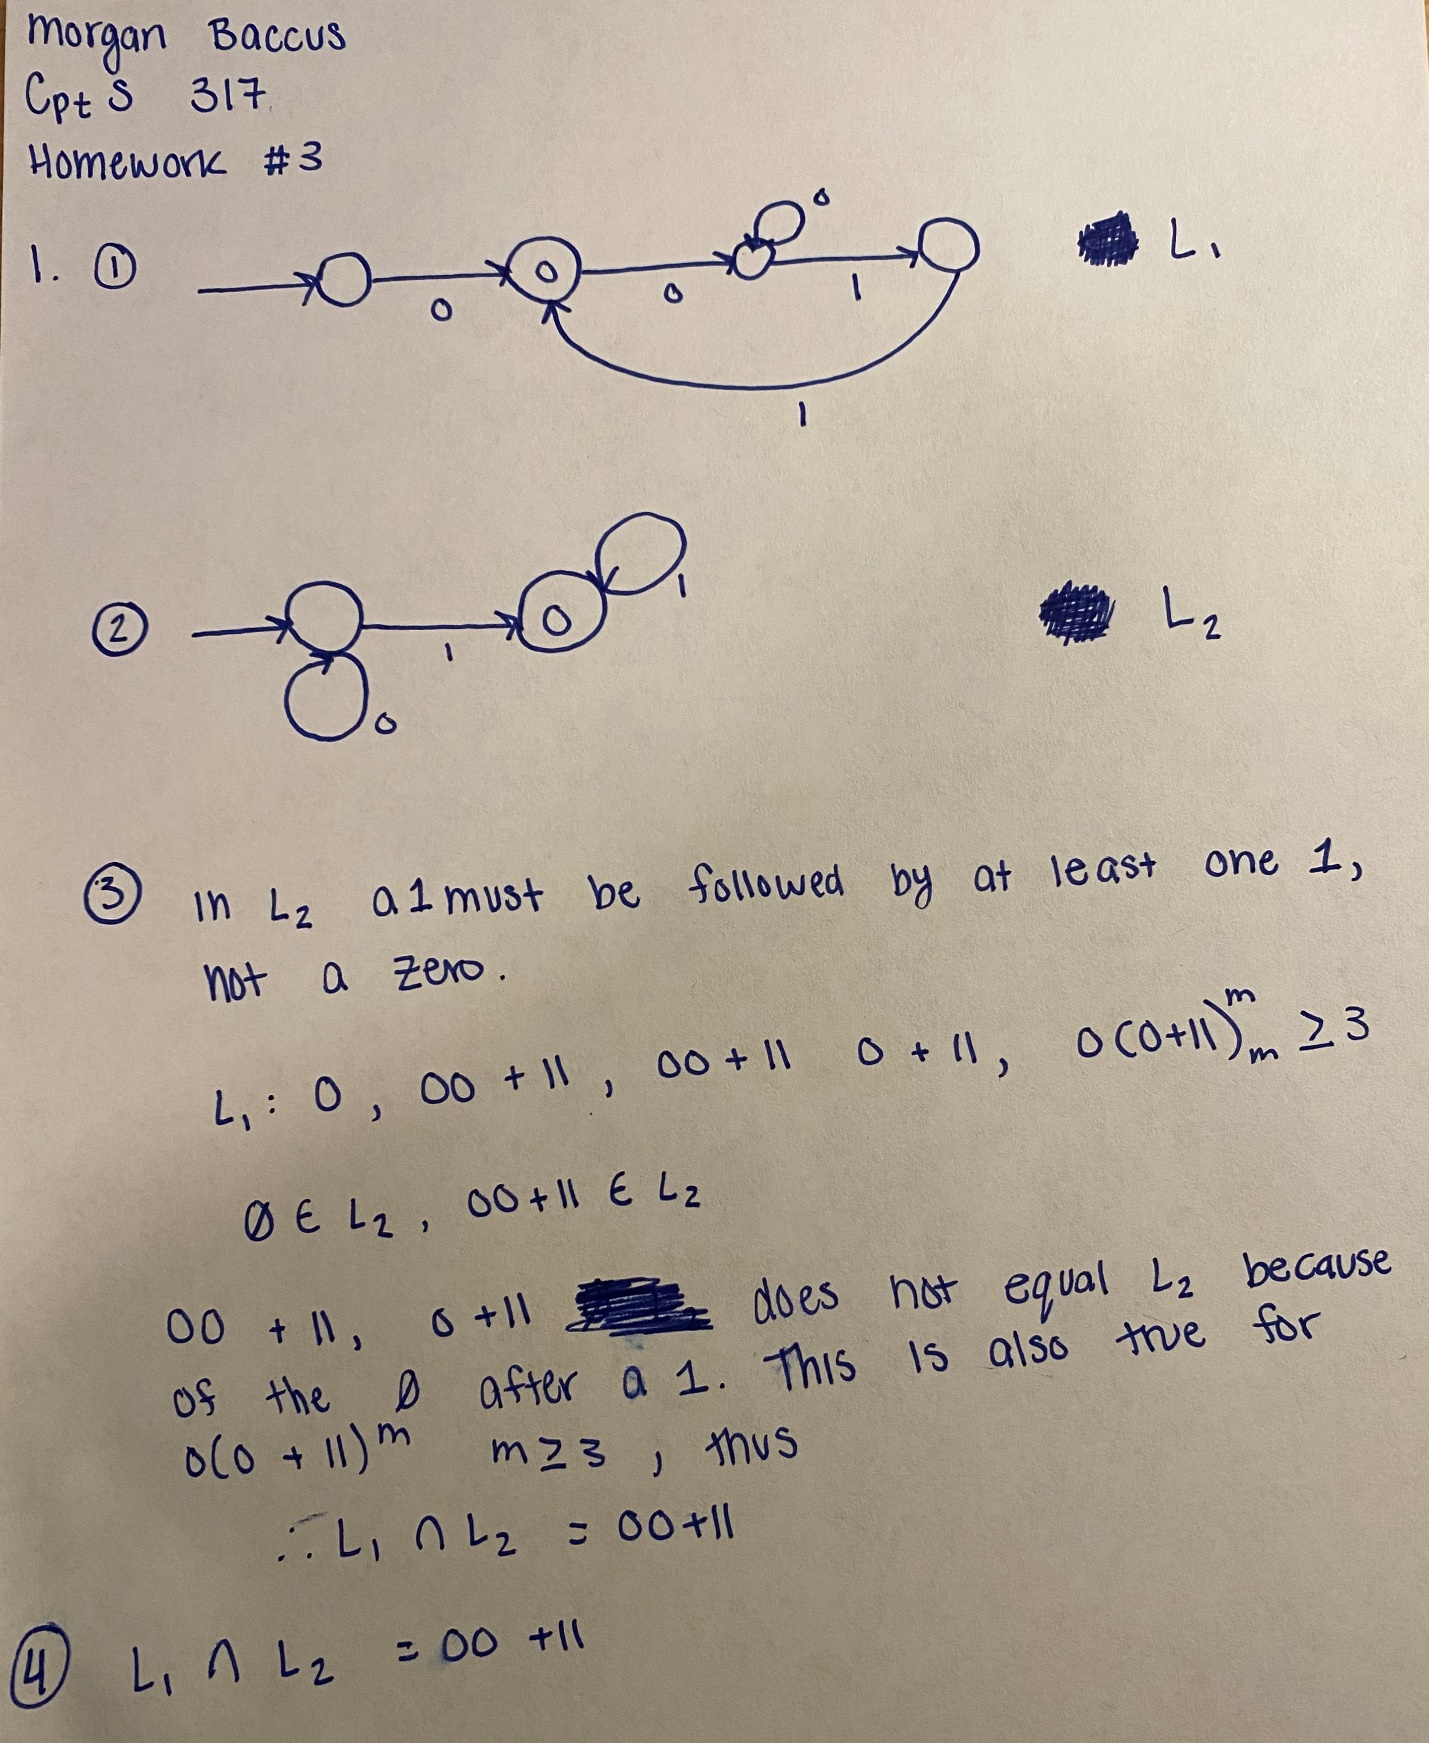 Morgan Baccus
Cpt S 317
Homework #3
1. ① 0 0 0 0 1 1 L₁
② 0 1 0 1 L₂
③ In L₂ a 1 must be followed by at least one 1,
not a zero.
L₁: 0, 00 + 11, 00 + 11 0 + 11, 0(0+11)^m m ≥ 3
Ø ∈ L₂, 00+11 ∈ L₂
00 + 11, 0 + 11 does not equal L₂ because
of the Ø after a 1. This is also true for
0(0 + 11)^m m ≥ 3, thus
∴ L₁ ∩ L₂ = 00+11
④ L₁ ∩ L₂ = 00 +11